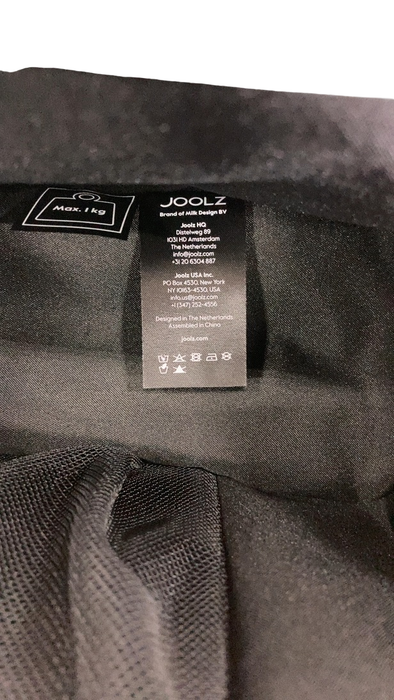 Max. 1 kg
JOOLZ
Brand of Milk Design BV
Joolz HQ
Distelweg 89
1031 HD Amsterdam
The Netherlands
info@joolz.com
+31 20 6304 887
Joolz USA Inc.
PO Box 4530, New York
NY 10163-4530, USA
info.us@joolz.com
+1 (347) 252-4556
Designed in The Netherlands
Assembled in China
joolz.com